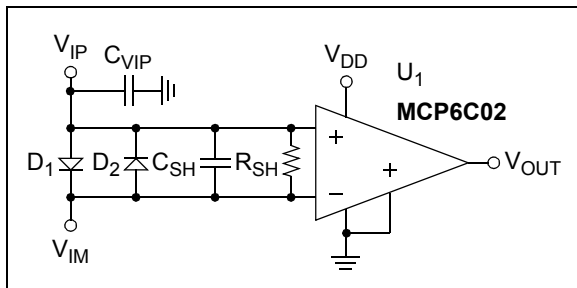 V_IP
C_VIP
V_DD
U_1
MCP6C02
D_1
D_2
C_SH
R_SH
+
−
+
V_OUT
V_IM